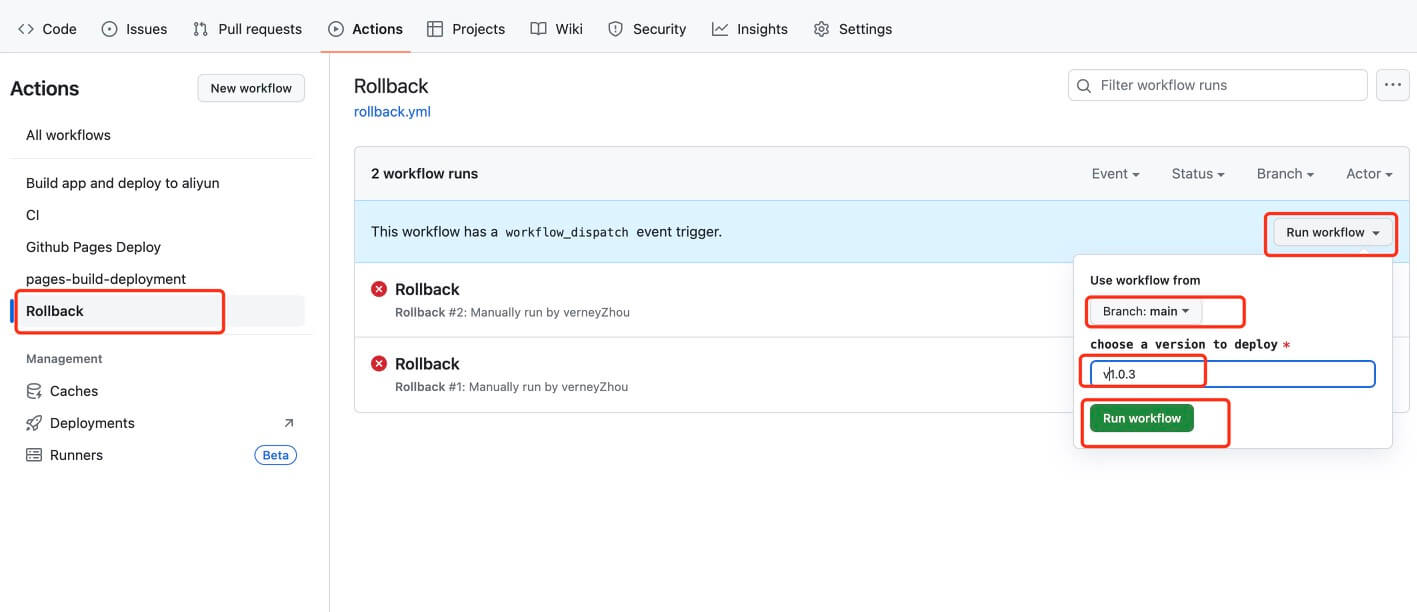 Code Issues Pull requests Actions Projects Wiki Security Insights Settings
Actions New workflow
All workflows
Build app and deploy to aliyun
CI
Github Pages Deploy
pages-build-deployment
Rollback
Management
Caches
Deployments
Runners Beta
Rollback
rollback.yml
Filter workflow runs
2 workflow runs Event Status Branch Actor
This workflow has a workflow_dispatch event trigger. Run workflow
Rollback
Rollback #2: Manually run by verneyZhou
Rollback
Rollback #1: Manually run by verneyZhou
Use workflow from
Branch: main
choose a version to deploy *
v1.0.3
Run workflow